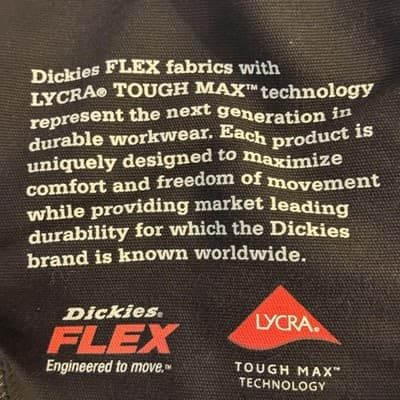 Dickies FLEX fabrics with
LYCRA® TOUGH MAX™ technology
represent the next generation in
durable workwear. Each product is
uniquely designed to maximize
comfort and freedom of movement
while providing market leading
durability for which the Dickies
brand is known worldwide.
Dickies®
FLEX
Engineered to move.™
LYCRA®
TOUGH MAX™
TECHNOLOGY